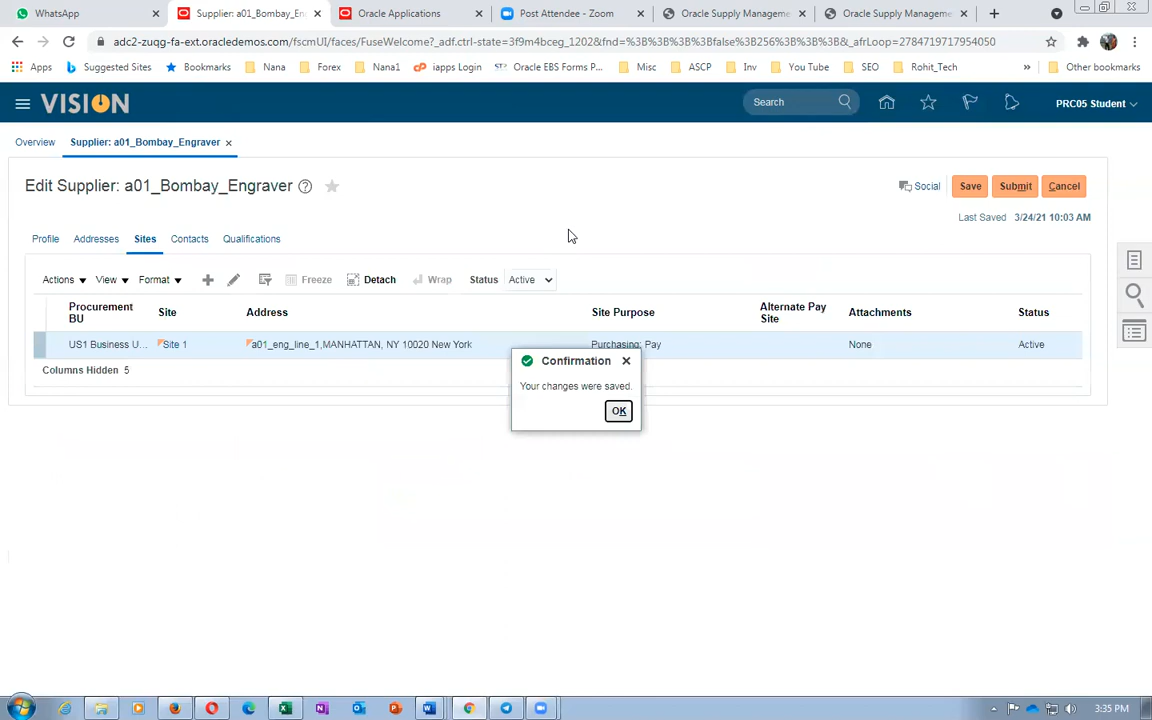 WhatsApp
Supplier: a01_Bombay_En
Oracle Applications
Post Attendee - Zoom
Oracle Supply Manageme
Oracle Supply Manageme
adc2-zuqg-fa-ext.oracledemos.com/fscmUI/faces/FuseWelcome?_adf.ctrl-state=3f9m4bceg_1202&fnd=%3B%3B%3B%3Bfalse%3B256%3B%3B%3B&_afrLoop=2784719717954050
Apps
Suggested Sites
Bookmarks
Nana
Forex
Nana1
iapps Login
Oracle EBS Forms P...
Misc
ASCP
Inv
You Tube
SEO
Rohit_Tech
»
Other bookmarks
VISION
Search
PRC05 Student
Overview
Supplier: a01_Bombay_Engraver
Edit Supplier: a01_Bombay_Engraver
Social
Save
Submit
Cancel
Last Saved 3/24/21 10:03 AM
Profile
Addresses
Sites
Contacts
Qualifications
Actions
View
Format
Freeze
Detach
Wrap
Status
Active
Procurement BU
Site
Address
Site Purpose
Alternate Pay Site
Attachments
Status
US1 Business U...
Site 1
a01_eng_line_1,MANHATTAN, NY 10020 New York
Purchasing; Pay
None
Active
Columns Hidden 5
Confirmation
Your changes were saved.
OK
3:35 PM